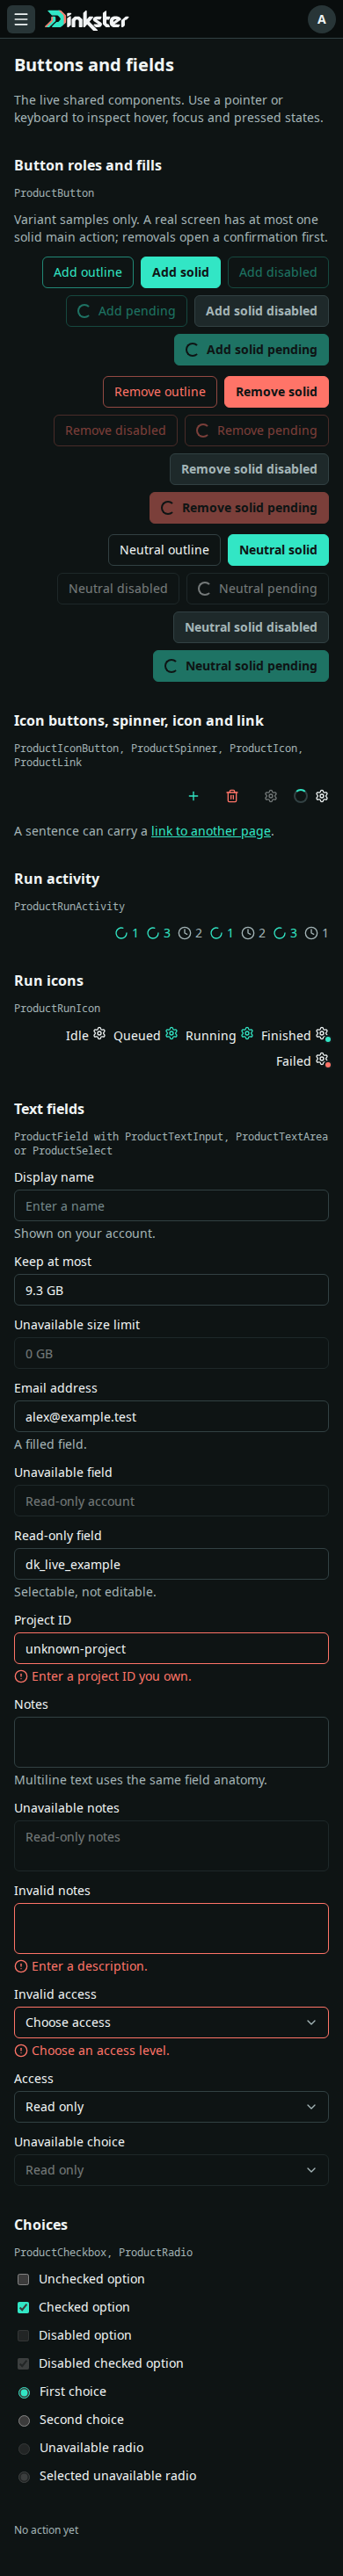 Dinkster
A
Buttons and fields
The live shared components. Use a pointer or
keyboard to inspect hover, focus and pressed states.
Button roles and fills
ProductButton
Variant samples only. A real screen has at most one
solid main action; removals open a confirmation first.
Add outline Add solid Add disabled
Add pending Add solid disabled
Add solid pending
Remove outline Remove solid
Remove disabled Remove pending
Remove solid disabled
Remove solid pending
Neutral outline Neutral solid
Neutral disabled Neutral pending
Neutral solid disabled
Neutral solid pending
Icon buttons, spinner, icon and link
ProductIconButton, ProductSpinner, ProductIcon,
ProductLink
A sentence can carry a link to another page.
Run activity
ProductRunActivity
1 3 2 1 2 3 1
Run icons
ProductRunIcon
Idle Queued Running Finished
Failed
Text fields
ProductField with ProductTextInput, ProductTextArea
or ProductSelect
Display name
Enter a name
Shown on your account.
Keep at most
9.3 GB
Unavailable size limit
0 GB
Email address
alex@example.test
A filled field.
Unavailable field
Read-only account
Read-only field
dk_live_example
Selectable, not editable.
Project ID
unknown-project
Enter a project ID you own.
Notes
Multiline text uses the same field anatomy.
Unavailable notes
Read-only notes
Invalid notes
Enter a description.
Invalid access
Choose access
Choose an access level.
Access
Read only
Unavailable choice
Read only
Choices
ProductCheckbox, ProductRadio
Unchecked option
Checked option
Disabled option
Disabled checked option
First choice
Second choice
Unavailable radio
Selected unavailable radio
No action yet